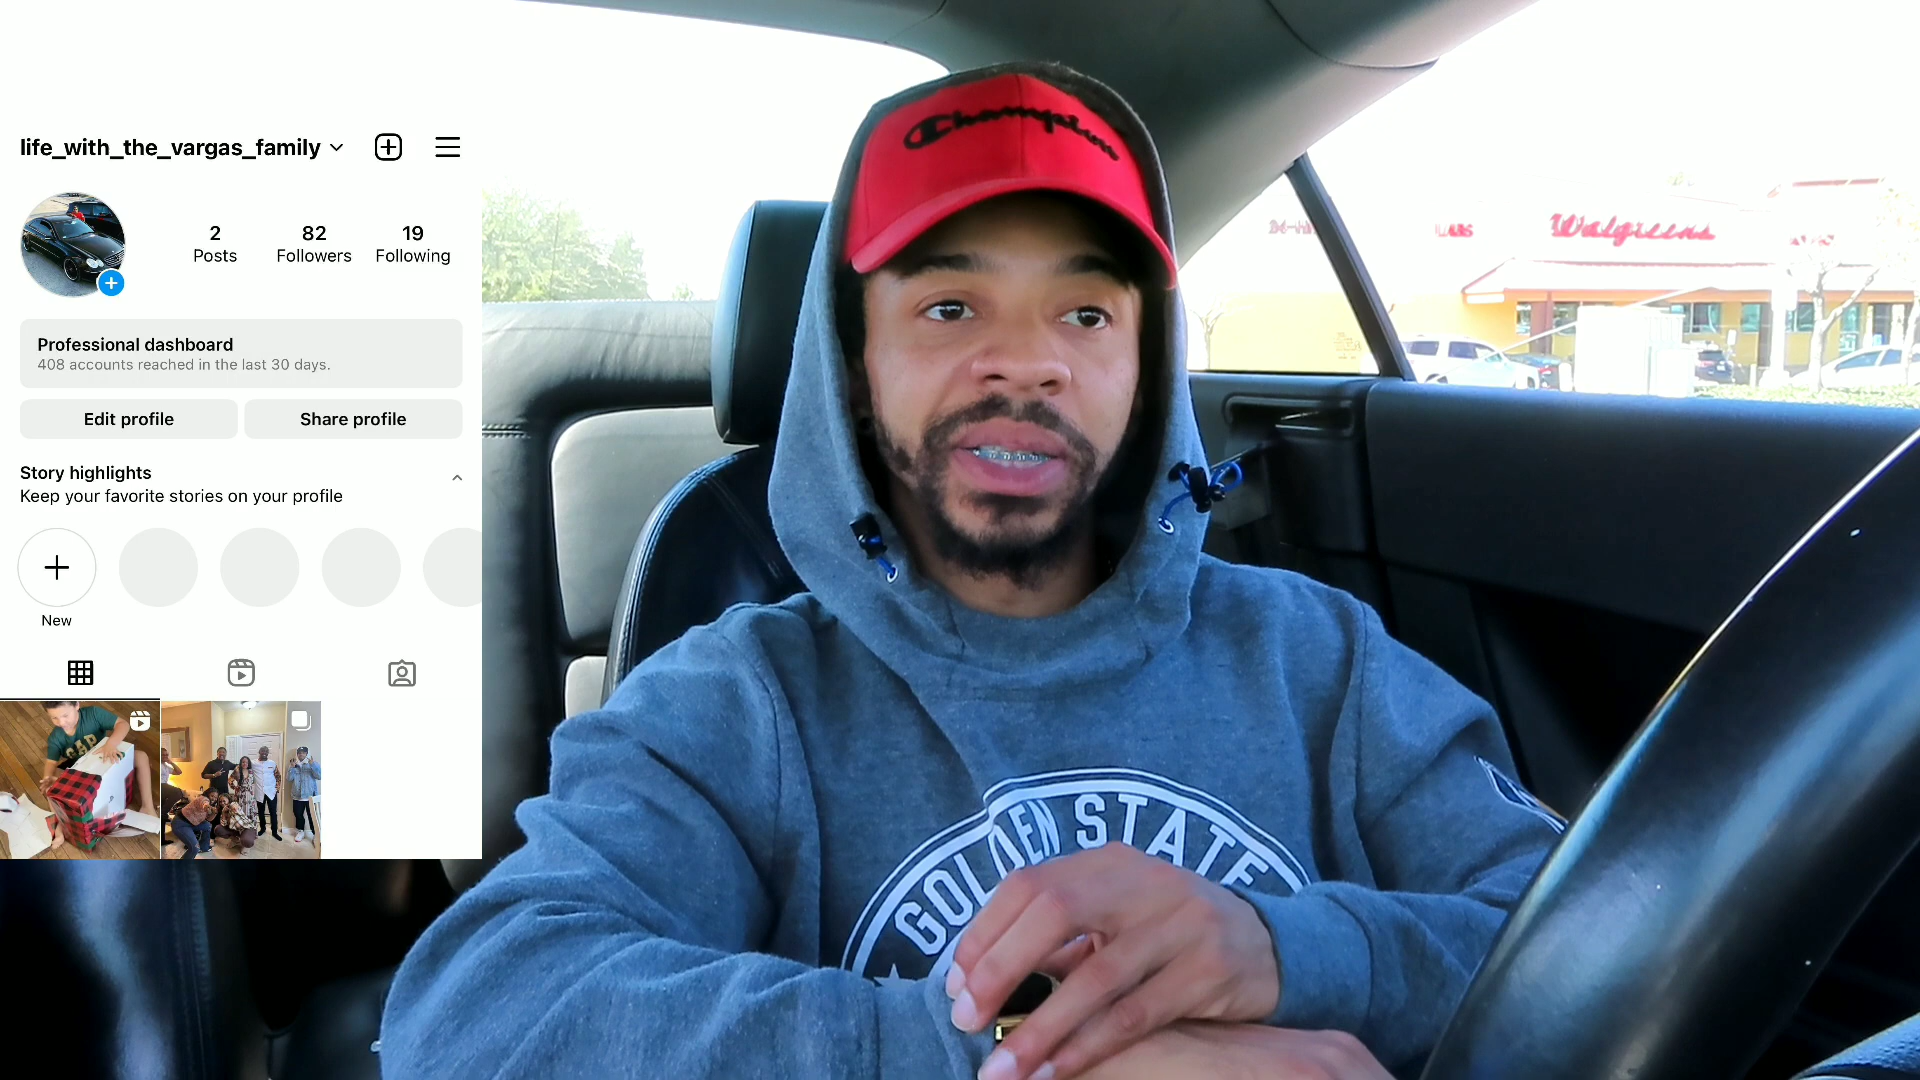 life_with_the_vargas_family
2 82 19
Posts Followers Following
Professional dashboard
408 accounts reached in the last 30 days.
Edit profile Share profile
Story highlights
Keep your favorite stories on your profile
New
GAP
Champion
Walgreens
GOLDEN STATE